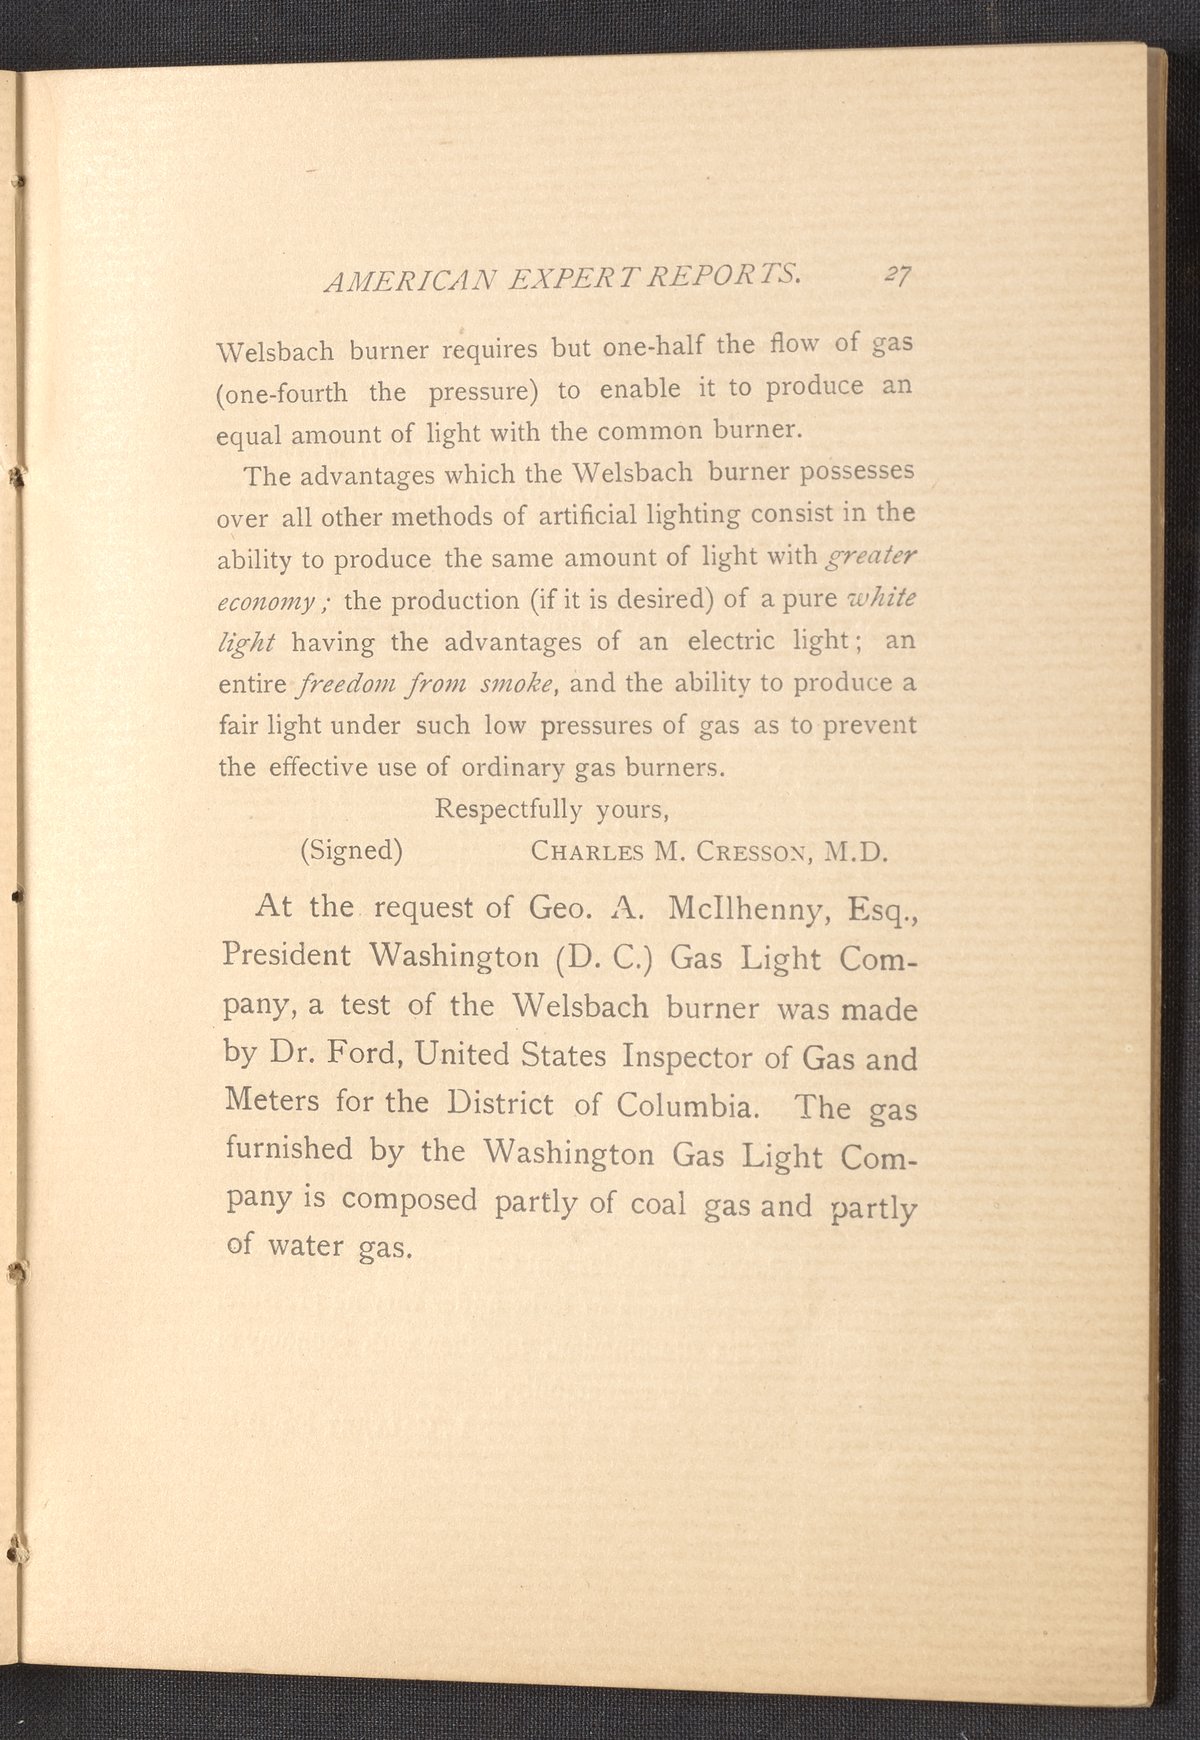 AMERICAN EXPERT REPORTS. 27
Welsbach burner requires but one-half the flow of gas
(one-fourth the pressure) to enable it to produce an
equal amount of light with the common burner.
The advantages which the Welsbach burner possesses
over all other methods of artificial lighting consist in the
ability to produce the same amount of light with greater
economy; the production (if it is desired) of a pure white
light having the advantages of an electric light; an
entire freedom from smoke, and the ability to produce a
fair light under such low pressures of gas as to prevent
the effective use of ordinary gas burners.
Respectfully yours,
(Signed) CHARLES M. CRESSON, M.D.
At the request of Geo. A. McIlhenny, Esq.,
President Washington (D. C.) Gas Light Com-
pany, a test of the Welsbach burner was made
by Dr. Ford, United States Inspector of Gas and
Meters for the District of Columbia. The gas
furnished by the Washington Gas Light Com-
pany is composed partly of coal gas and partly
of water gas.